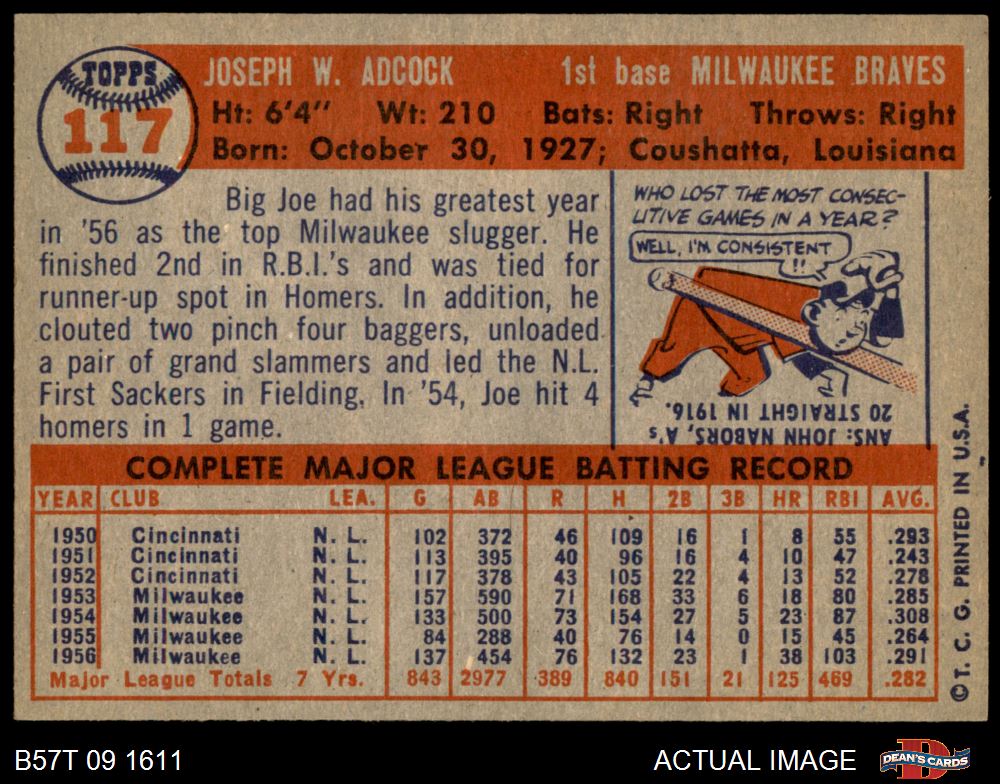 TOPPS
117
JOSEPH W. ADCOCK 1st base MILWAUKEE BRAVES
Ht: 6'4" Wt: 210 Bats: Right Throws: Right
Born: October 30, 1927; Coushatta, Louisiana
Big Joe had his greatest year
in '56 as the top Milwaukee slugger. He
finished 2nd in R.B.I.'s and was tied for
runner-up spot in Homers. In addition, he
clouted two pinch four baggers, unloaded
a pair of grand slammers and led the N.L.
First Sackers in Fielding. In '54, Joe hit 4
homers in 1 game.
WHO LOST THE MOST CONSEC-
UTIVE GAMES IN A YEAR?
WELL, I'M CONSISTENT
!!
ANS: JOHN NABORS, A's,
20 STRAIGHT IN 1916.
COMPLETE MAJOR LEAGUE BATTING RECORD
YEAR CLUB LEA. G AB R H 2B 3B HR RBI AVG.
1950 Cincinnati N. L. 102 372 46 109 16 1 8 55 .293
1951 Cincinnati N. L. 113 395 40 96 16 4 10 47 .243
1952 Cincinnati N. L. 117 378 43 105 22 4 13 52 .278
1953 Milwaukee N. L. 157 590 71 168 33 6 18 80 .285
1954 Milwaukee N. L. 133 500 73 154 27 5 23 87 .308
1955 Milwaukee N. L. 84 288 40 76 14 0 15 45 .264
1956 Milwaukee N. L. 137 454 76 132 23 1 38 103 .291
Major League Totals 7 Yrs. 843 2977 389 840 151 21 125 469 .282
© T. C. G. PRINTED IN U.S.A.
B57T 09 1611 ACTUAL IMAGE
DEAN'S CARDS